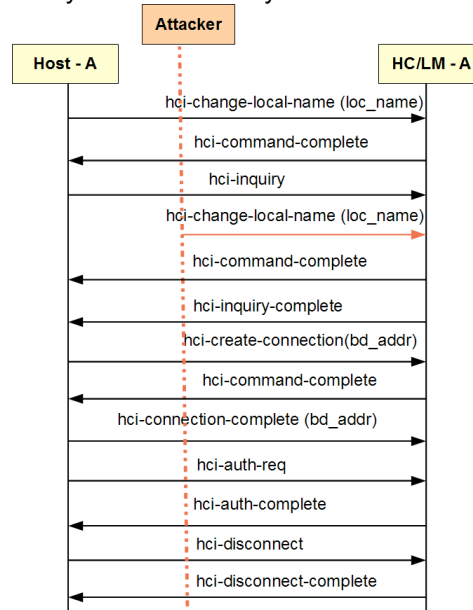 Attacker
Host - A
HC/LM - A
hci-change-local-name (loc_name)
hci-command-complete
hci-inquiry
hci-change-local-name (loc_name)
hci-command-complete
hci-inquiry-complete
hci-create-connection(bd_addr)
hci-command-complete
hci-connection-complete (bd_addr)
hci-auth-req
hci-auth-complete
hci-disconnect
hci-disconnect-complete